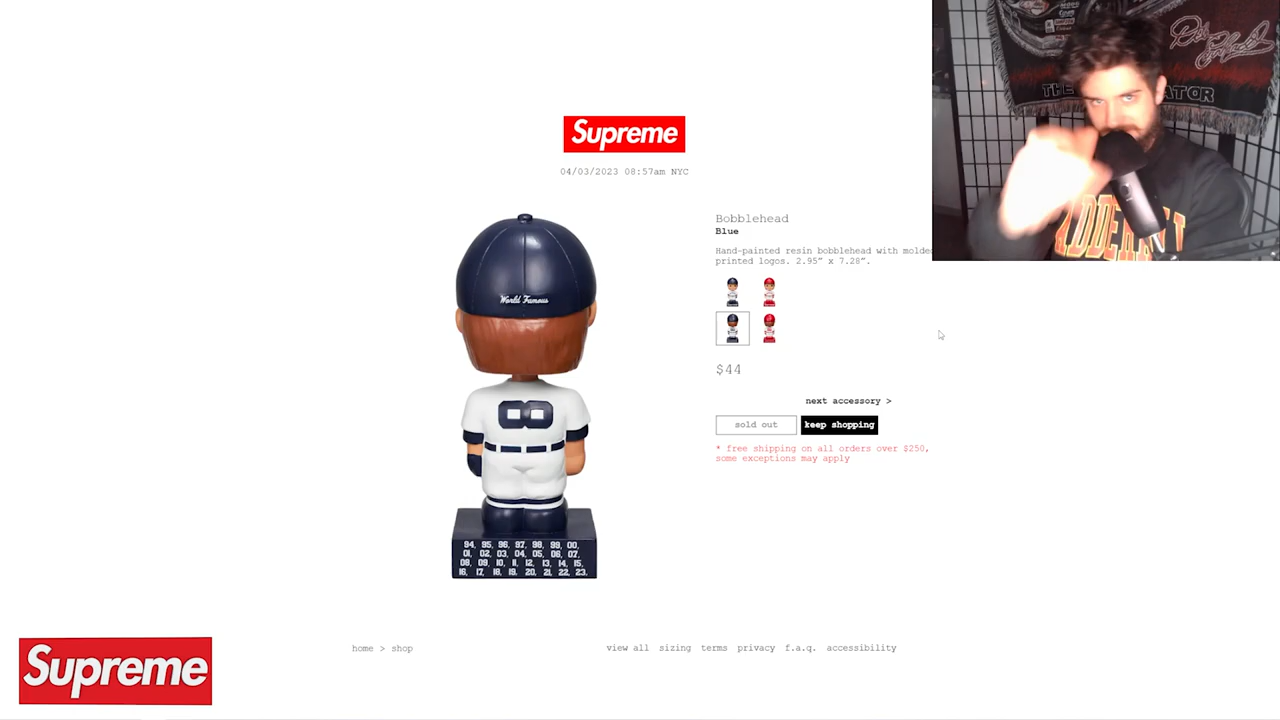 Supreme
04/03/2023 08:57am NYC
Bobblehead
Blue
Hand-painted resin bobblehead with molded
printed logos. 2.95” x 7.28”.
$44
next accessory >
sold out
keep shopping
* free shipping on all orders over $250,
some exceptions may apply
World Famous
8
94, 95, 96, 97, 98, 99, 00,
01, 02, 03, 04, 05, 06, 07,
08, 09, 10, 11, 12, 13, 14, 15,
16, 17, 18, 19, 20, 21, 22, 23.
home > shop
view all sizing terms privacy f.a.q. accessibility
Supreme